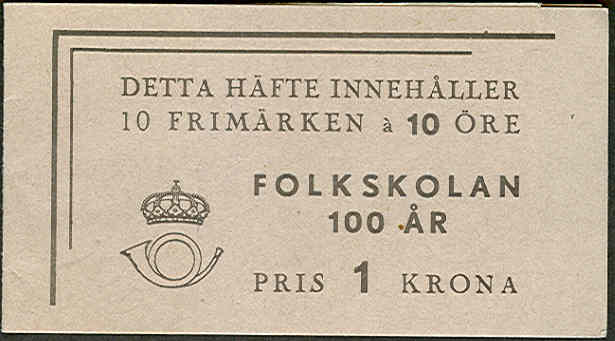 DETTA HÄFTE INNEHÅLLER
10 FRIMÄRKEN à 10 ÖRE
FOLKSKOLAN
100 ÅR
PRIS 1 KRONA